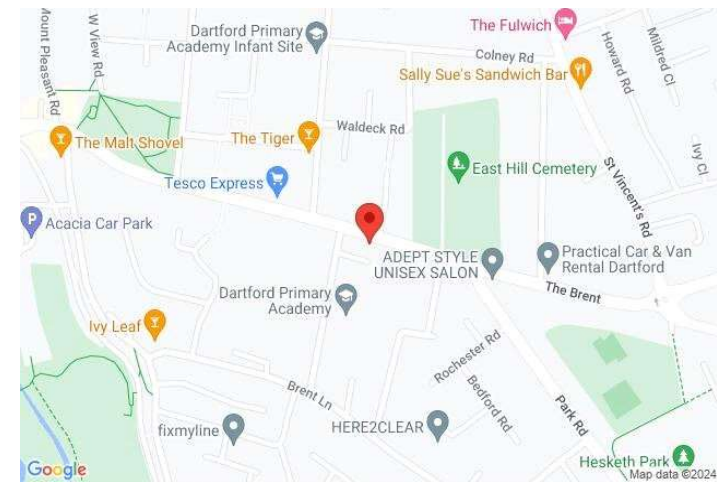 Mount Pleasant Rd
W View Rd
Dartford Primary
Academy Infant Site
The Fulwich
Colney Rd
Howard Rd
Mildred Cl
Sally Sue's Sandwich Bar
The Malt Shovel
The Tiger
Waldeck Rd
Ivy Cl
Tesco Express
East Hill Cemetery
St Vincent's Rd
P
Acacia Car Park
ADEPT STYLE
UNISEX SALON
Practical Car & Van
Rental Dartford
The Brent
Dartford Primary
Academy
Ivy Leaf
Rochester Rd
Brent Ln
Bedford Rd
Park Rd
fixmyline
HERE2CLEAR
Hesketh Park
Google
Map data ©2024